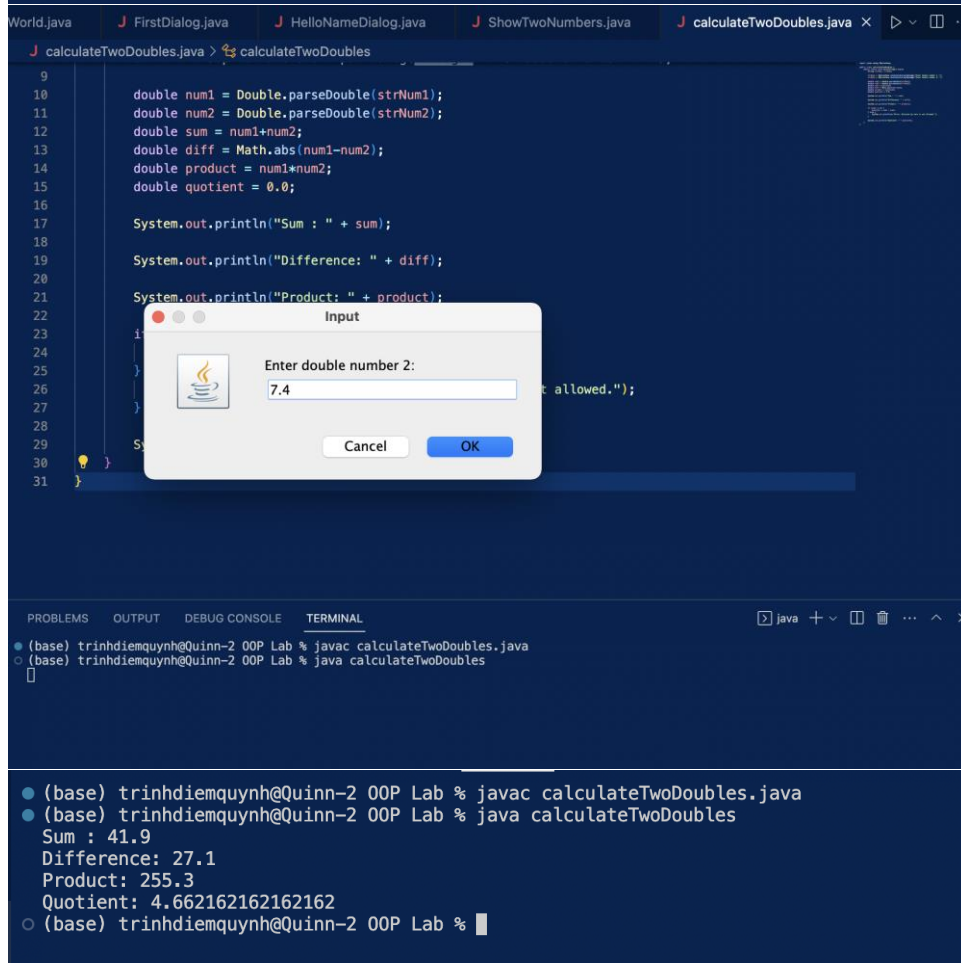 World.java FirstDialog.java HelloNameDialog.java ShowTwoNumbers.java calculateTwoDoubles.java
calculateTwoDoubles.java > calculateTwoDoubles
9
10 double num1 = Double.parseDouble(strNum1);
11 double num2 = Double.parseDouble(strNum2);
12 double sum = num1+num2;
13 double diff = Math.abs(num1-num2);
14 double product = num1*num2;
15 double quotient = 0.0;
16
17 System.out.println("Sum : " + sum);
18
19 System.out.println("Difference: " + diff);
20
21 System.out.println("Product: " + product);
22
Input
23
24
Enter double number 2:
25 }
26 t allowed.");
7.4
27 }
28
29
Cancel OK
30 }
31 }
PROBLEMS OUTPUT DEBUG CONSOLE TERMINAL java
(base) trinhdiemquynh@Quinn-2 OOP Lab % javac calculateTwoDoubles.java
(base) trinhdiemquynh@Quinn-2 OOP Lab % java calculateTwoDoubles
(base) trinhdiemquynh@Quinn-2 OOP Lab % javac calculateTwoDoubles.java
(base) trinhdiemquynh@Quinn-2 OOP Lab % java calculateTwoDoubles
Sum : 41.9
Difference: 27.1
Product: 255.3
Quotient: 4.662162162162162
(base) trinhdiemquynh@Quinn-2 OOP Lab %